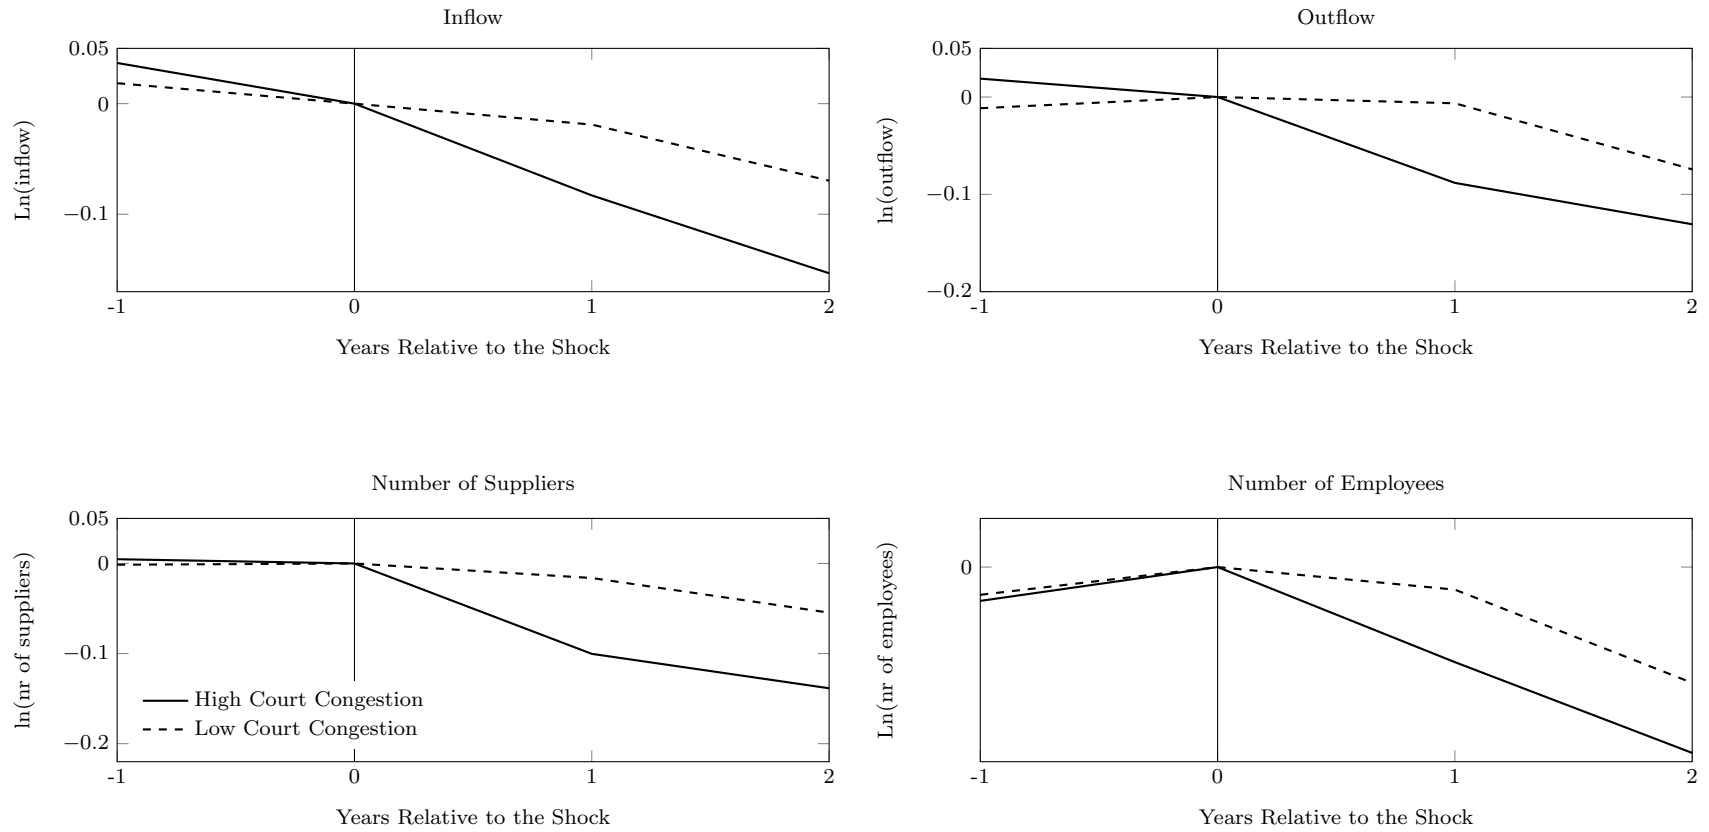 Inflow
0.05
0
−0.1
Ln(inflow)
-1 0 1 2
Years Relative to the Shock
Outflow
0.05
0
−0.1
−0.2
ln(outflow)
-1 0 1 2
Years Relative to the Shock
Number of Suppliers
0.05
0
−0.1
−0.2
ln(nr of suppliers)
High Court Congestion
Low Court Congestion
-1 0 1 2
Years Relative to the Shock
Number of Employees
0
Ln(nr of employees)
-1 0 1 2
Years Relative to the Shock